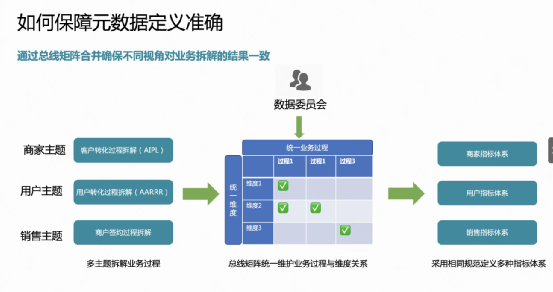 如何保障元数据定义准确
通过总线矩阵合并确保不同视角对业务拆解的结果一致
数据委员会
商家主题
客户转化过程拆解（AIPL）
用户主题
用户转化过程拆解（AARRR）
销售主题
商户签约过程拆解
多主题拆解业务过程
统一业务过程
过程1 过程1 过程3
统一维度
维度1
维度2
维度3
总线矩阵统一维护业务过程与维度关系
商家指标体系
用户指标体系
销售指标体系
采用相同规范定义多种指标体系